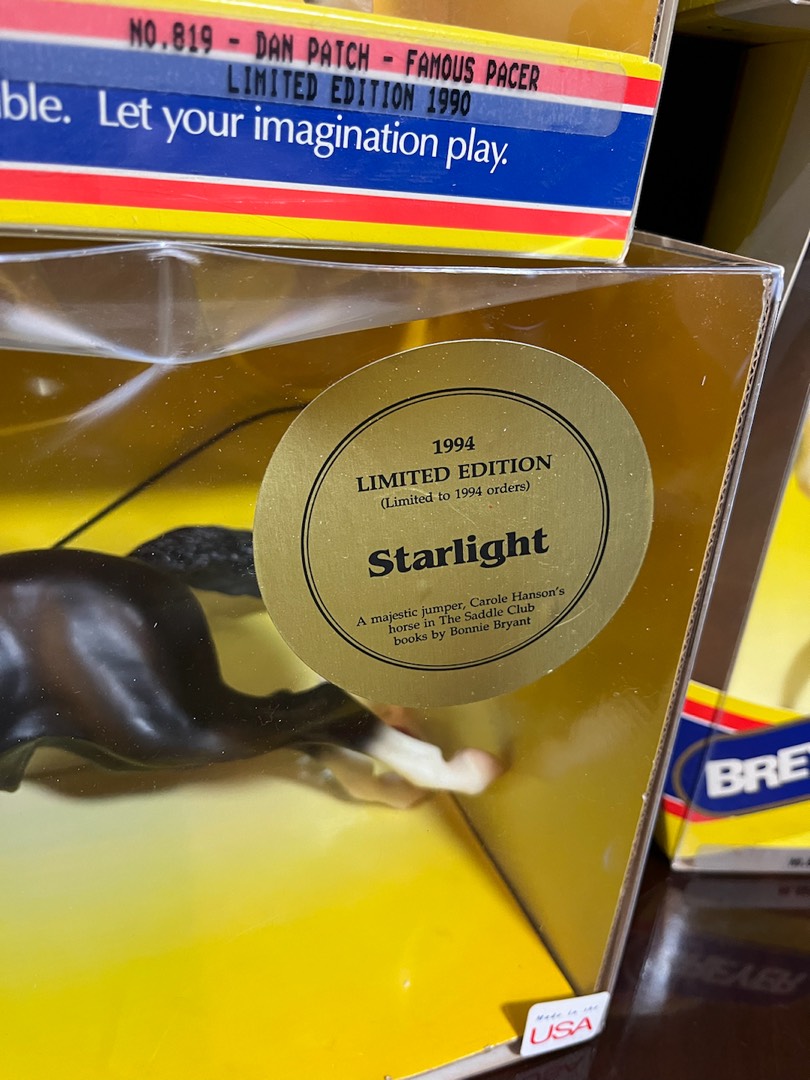 NO.819 - DAN PATCH - FAMOUS PACER
LIMITED EDITION 1990
ble. Let your imagination play.
1994
LIMITED EDITION
(Limited to 1994 orders)
Starlight
A majestic jumper, Carole Hanson's
horse in The Saddle Club
books by Bonnie Bryant
BRE
Made in the
USA
BREYER